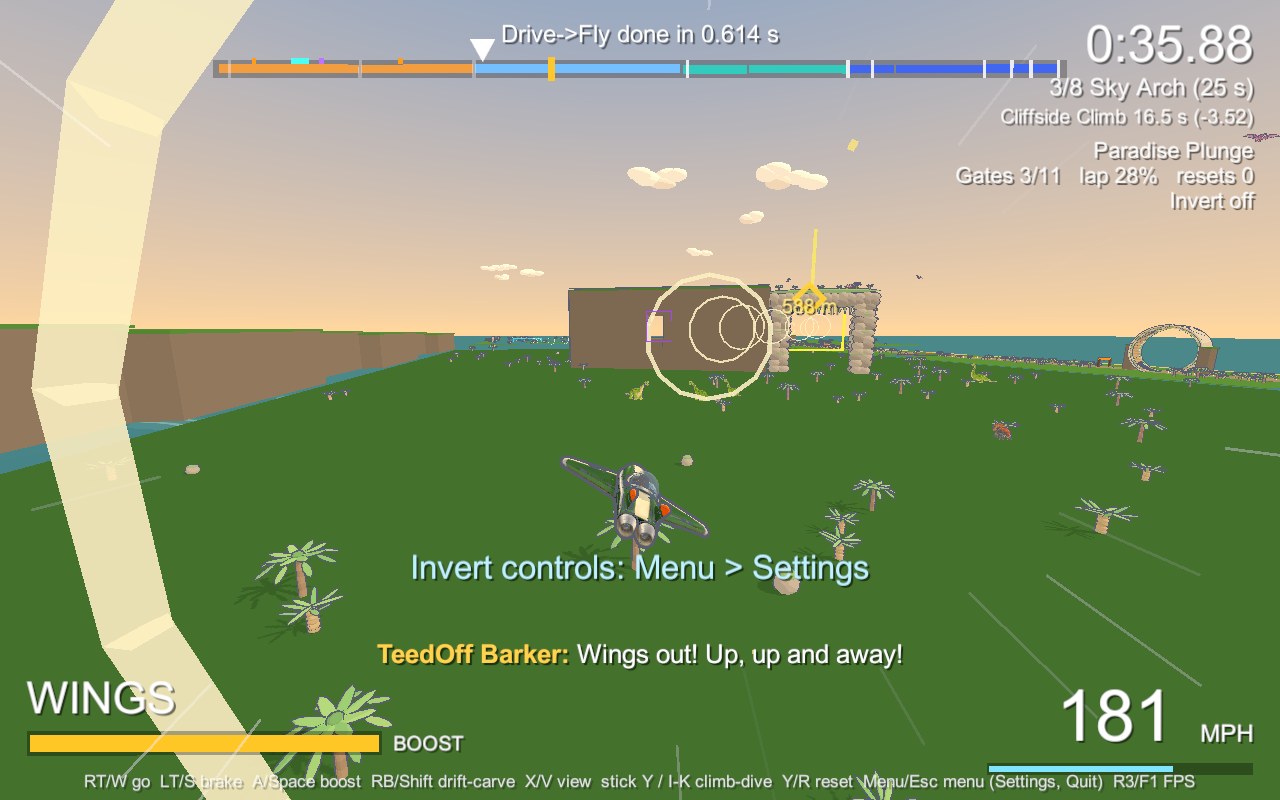 Drive->Fly done in 0.614 s
0:35.88
3/8 Sky Arch (25 s)
Cliffside Climb 16.5 s (-3.52)
Paradise Plunge
Gates 3/11 lap 28% resets 0
Invert off
588 m
Invert controls: Menu > Settings
TeedOff Barker: Wings out! Up, up and away!
WINGS
BOOST
181 MPH
RT/W go LT/S brake A/Space boost RB/Shift drift-carve X/V view stick Y / I-K climb-dive Y/R reset Menu/Esc menu (Settings, Quit) R3/F1 FPS